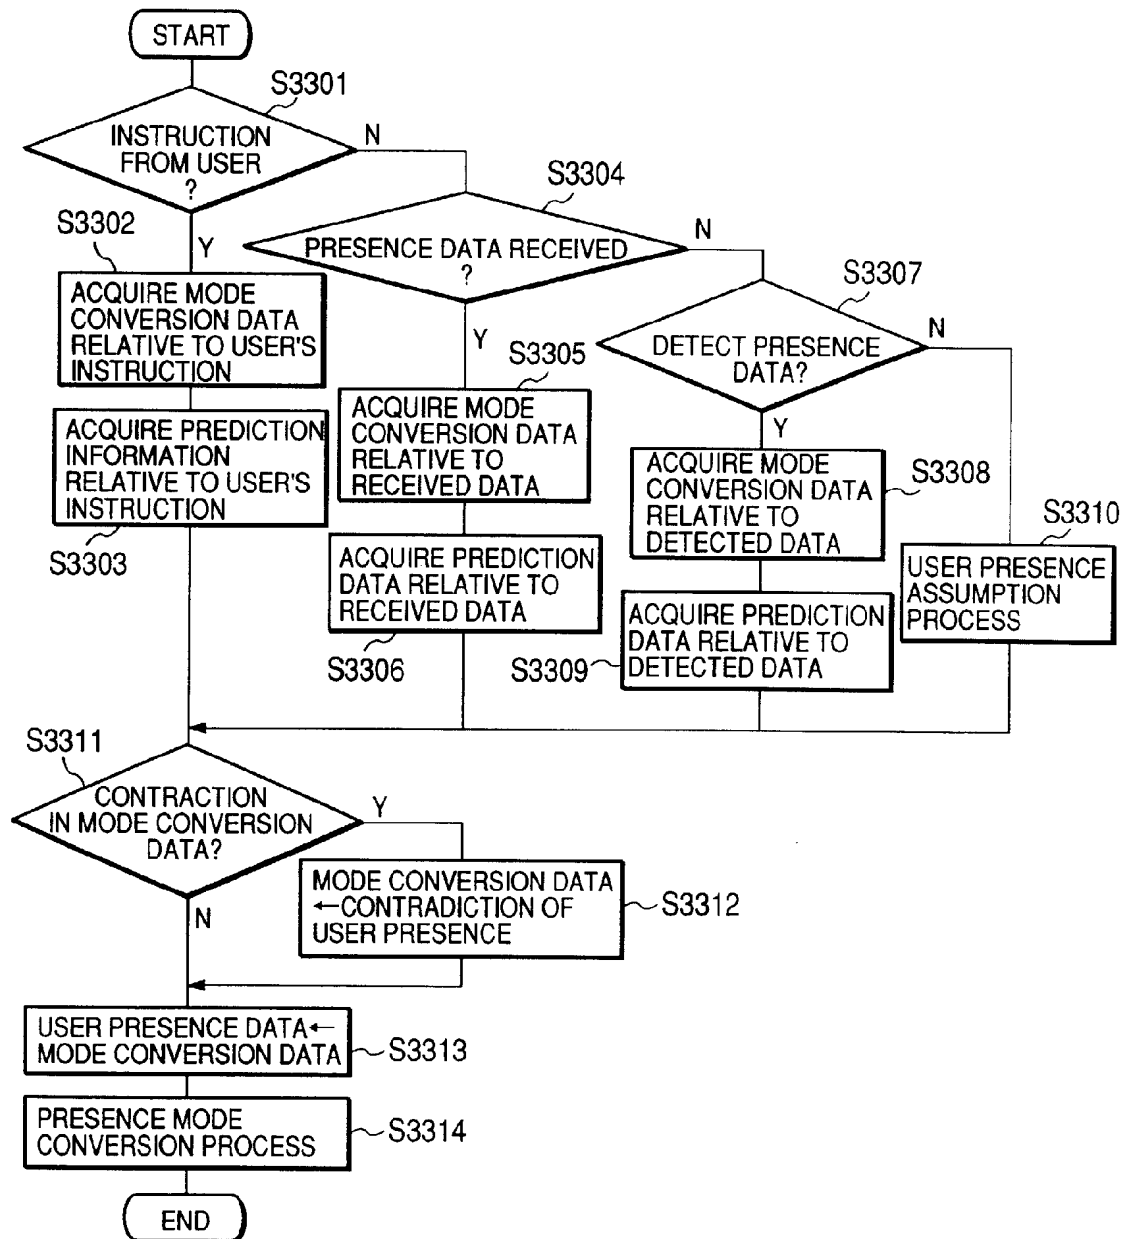 START
S3301
INSTRUCTION
FROM USER
?
N
Y
S3302
ACQUIRE MODE
CONVERSION DATA
RELATIVE TO USER'S
INSTRUCTION
ACQUIRE PREDICTION
INFORMATION
RELATIVE TO USER'S
INSTRUCTION
S3303
S3304
PRESENCE DATA RECEIVED
?
N
Y
S3305
ACQUIRE MODE
CONVERSION DATA
RELATIVE TO
RECEIVED DATA
ACQUIRE PREDICTION
DATA RELATIVE TO
RECEIVED DATA
S3306
S3307
DETECT PRESENCE
DATA?
N
Y
ACQUIRE MODE
CONVERSION DATA
RELATIVE TO
DETECTED DATA
S3308
ACQUIRE PREDICTION
DATA RELATIVE TO
DETECTED DATA
S3309
S3310
USER PRESENCE
ASSUMPTION
PROCESS
S3311
CONTRACTION
IN MODE CONVERSION
DATA?
Y
N
MODE CONVERSION DATA
←CONTRADICTION OF
USER PRESENCE
S3312
USER PRESENCE DATA←
MODE CONVERSION DATA
S3313
PRESENCE MODE
CONVERSION PROCESS
S3314
END